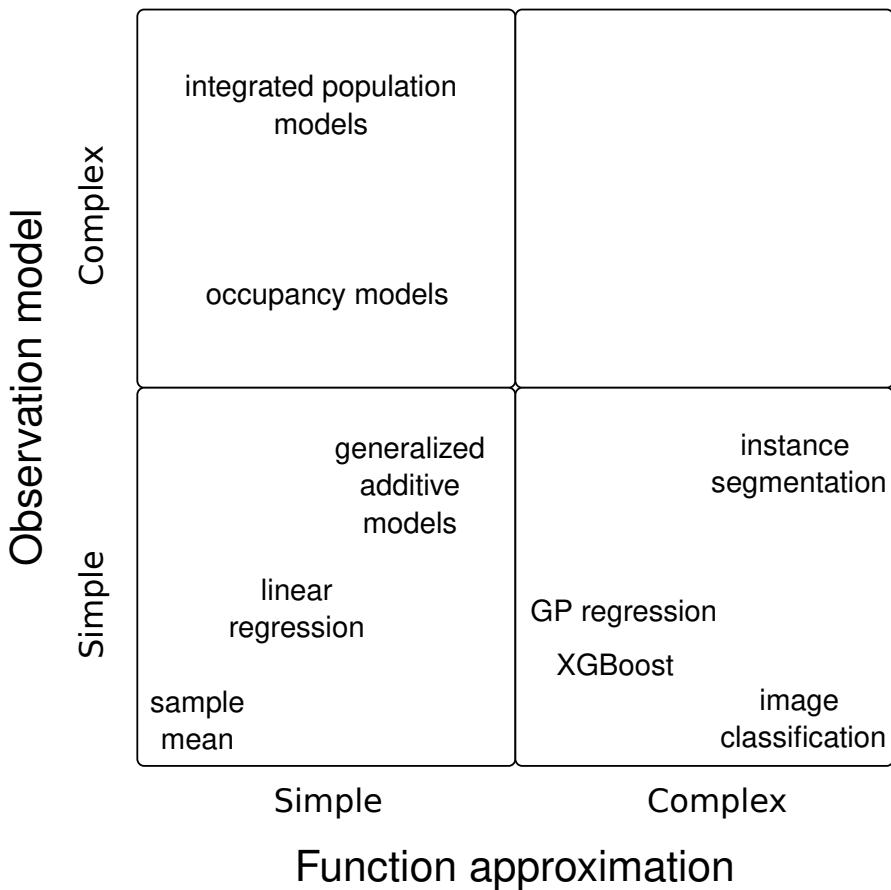 Observation model
Complex
Simple
integrated population
models
occupancy models
generalized
additive
models
linear
regression
sample
mean
instance
segmentation
GP regression
XGBoost
image
classification
Simple
Complex
Function approximation